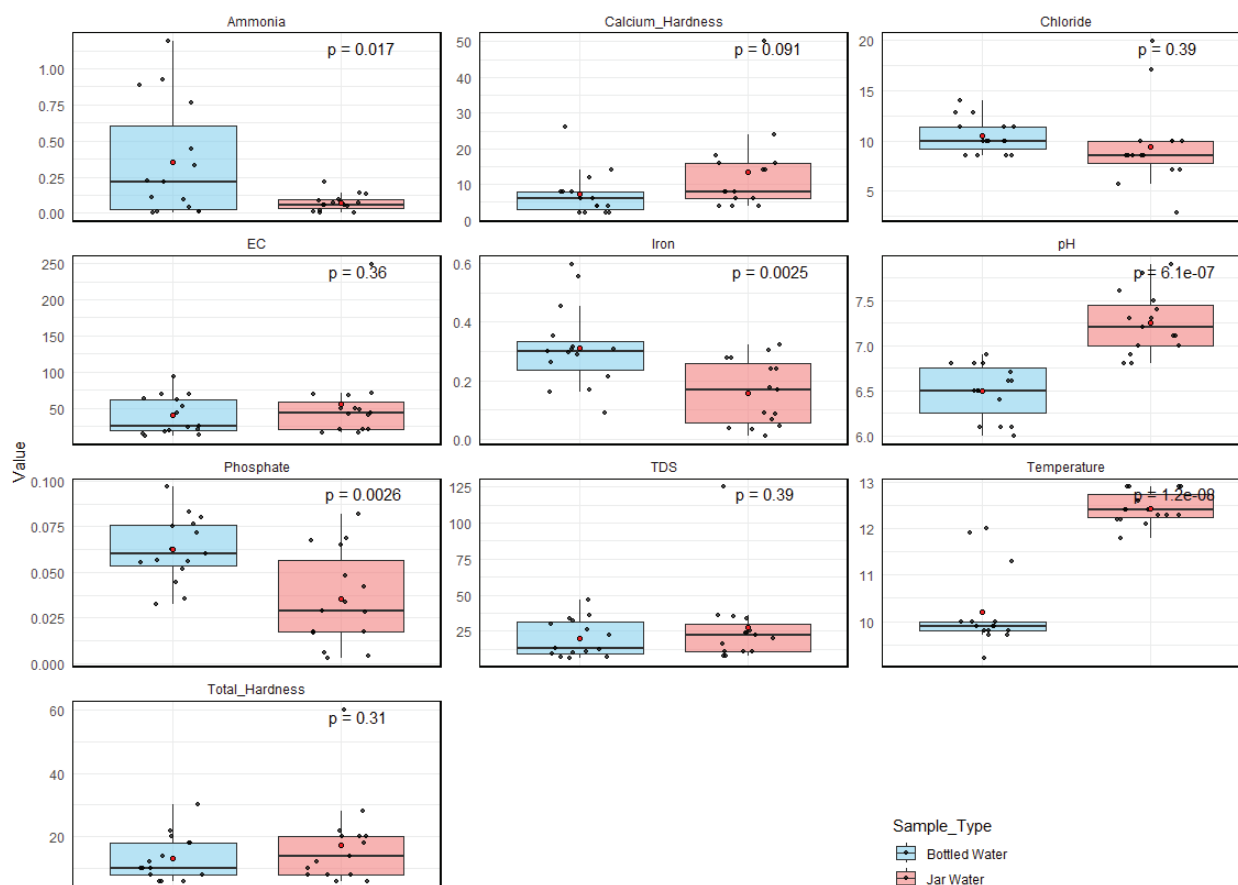 Ammonia
Calcium_Hardness
Chloride
p = 0.017
p = 0.091
p = 0.39
1.00
0.75
0.50
0.25
0.00
50
40
30
20
10
0
20
15
10
5
EC
Iron
pH
p = 0.36
p = 0.0025
p = 6.1e-07
250
200
150
100
50
0.6
0.4
0.2
0.0
7.5
7.0
6.5
6.0
Value
Phosphate
TDS
Temperature
p = 0.0026
p = 0.39
p = 1.2e-08
0.100
0.075
0.050
0.025
0.000
125
100
75
50
25
13
12
11
10
Total_Hardness
p = 0.31
60
40
20
Sample_Type
Bottled Water
Jar Water